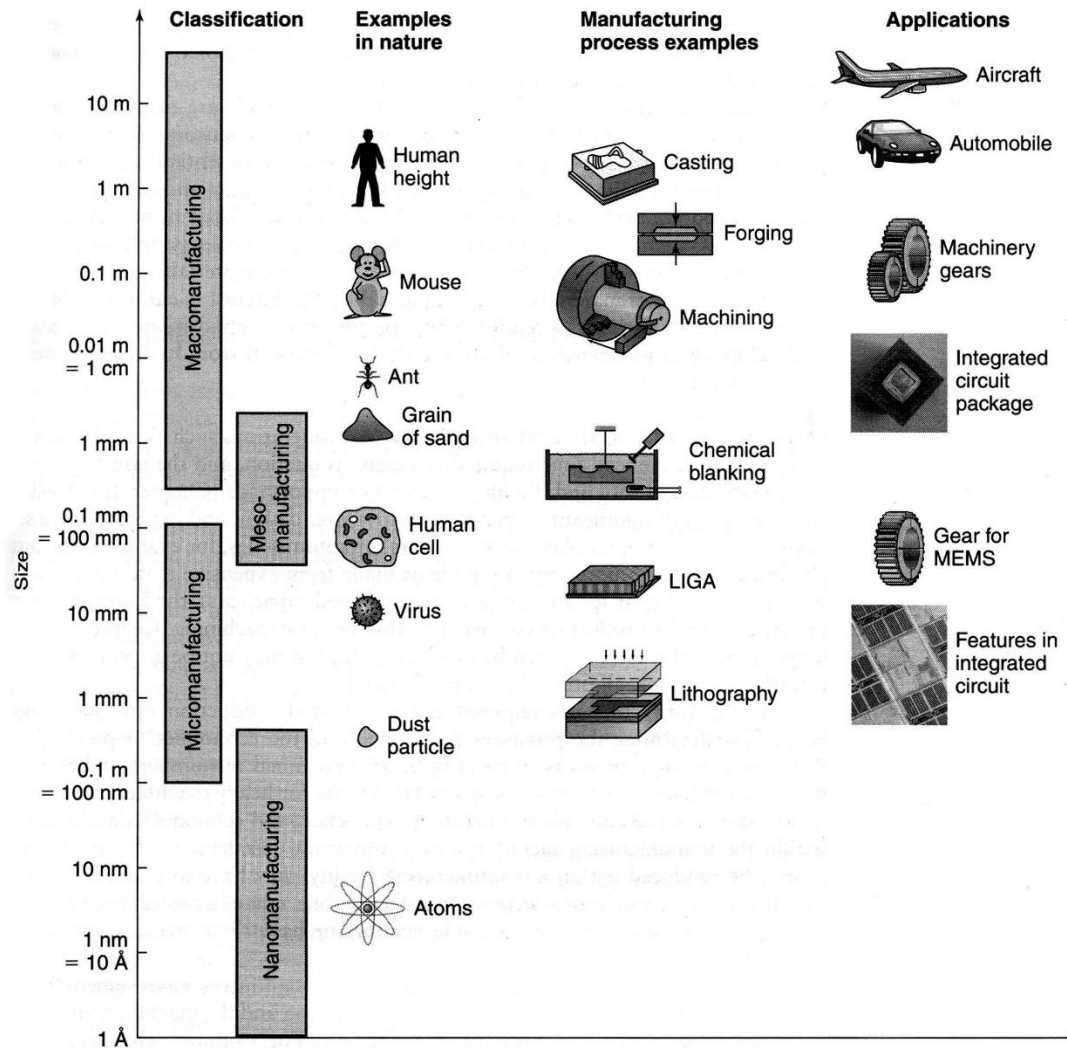 Classification
Examples
in nature
Manufacturing
process examples
Applications
Size
10 m
1 m
0.1 m
0.01 m
= 1 cm
1 mm
0.1 mm
= 100 mm
10 mm
1 mm
0.1 m
= 100 nm
10 nm
1 nm
= 10 Å
1 Å
Macromanufacturing
Meso-
manufacturing
Micromanufacturing
Nanomanufacturing
Human
height
Mouse
Ant
Grain
of sand
Human
cell
Virus
Dust
particle
Atoms
Casting
Forging
Machining
Chemical
blanking
LIGA
Lithography
Aircraft
Automobile
Machinery
gears
Integrated
circuit
package
Gear for
MEMS
Features in
integrated
circuit